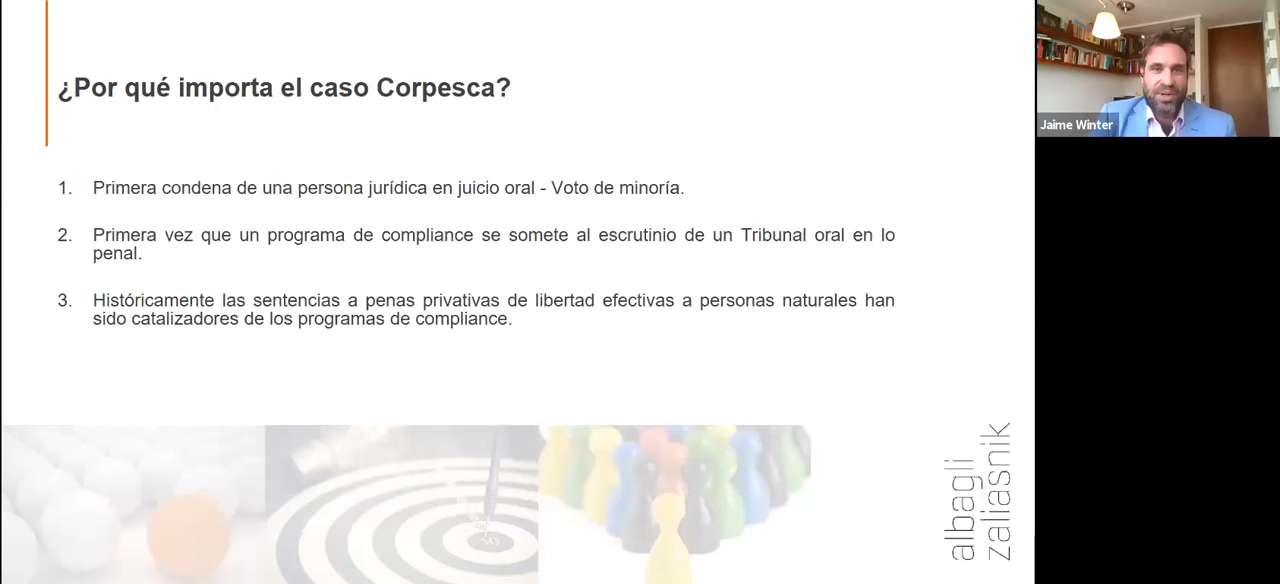 ¿Por qué importa el caso Corpesca?
Jaime Winter
1. Primera condena de una persona jurídica en juicio oral - Voto de minoría.
2. Primera vez que un programa de compliance se somete al escrutinio de un Tribunal oral en lo
penal.
3. Históricamente las sentencias a penas privativas de libertad efectivas a personas naturales han
sido catalizadores de los programas de compliance.
10
albagli
zaliasnik